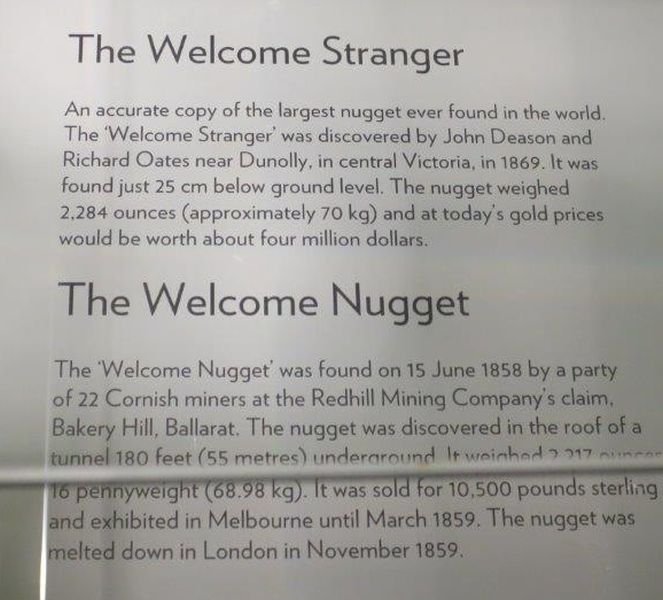 The Welcome Stranger
An accurate copy of the largest nugget ever found in the world.
The 'Welcome Stranger' was discovered by John Deason and
Richard Oates near Dunolly, in central Victoria, in 1869. It was
found just 25 cm below ground level. The nugget weighed
2,284 ounces (approximately 70 kg) and at today's gold prices
would be worth about four million dollars.
The Welcome Nugget
The 'Welcome Nugget' was found on 15 June 1858 by a party
of 22 Cornish miners at the Redhill Mining Company's claim,
Bakery Hill, Ballarat. The nugget was discovered in the roof of a
tunnel 180 feet (55 metres) underground. It weighed 2,217 ounces
16 pennyweight (68.98 kg). It was sold for 10,500 pounds sterling
and exhibited in Melbourne until March 1859. The nugget was
melted down in London in November 1859.